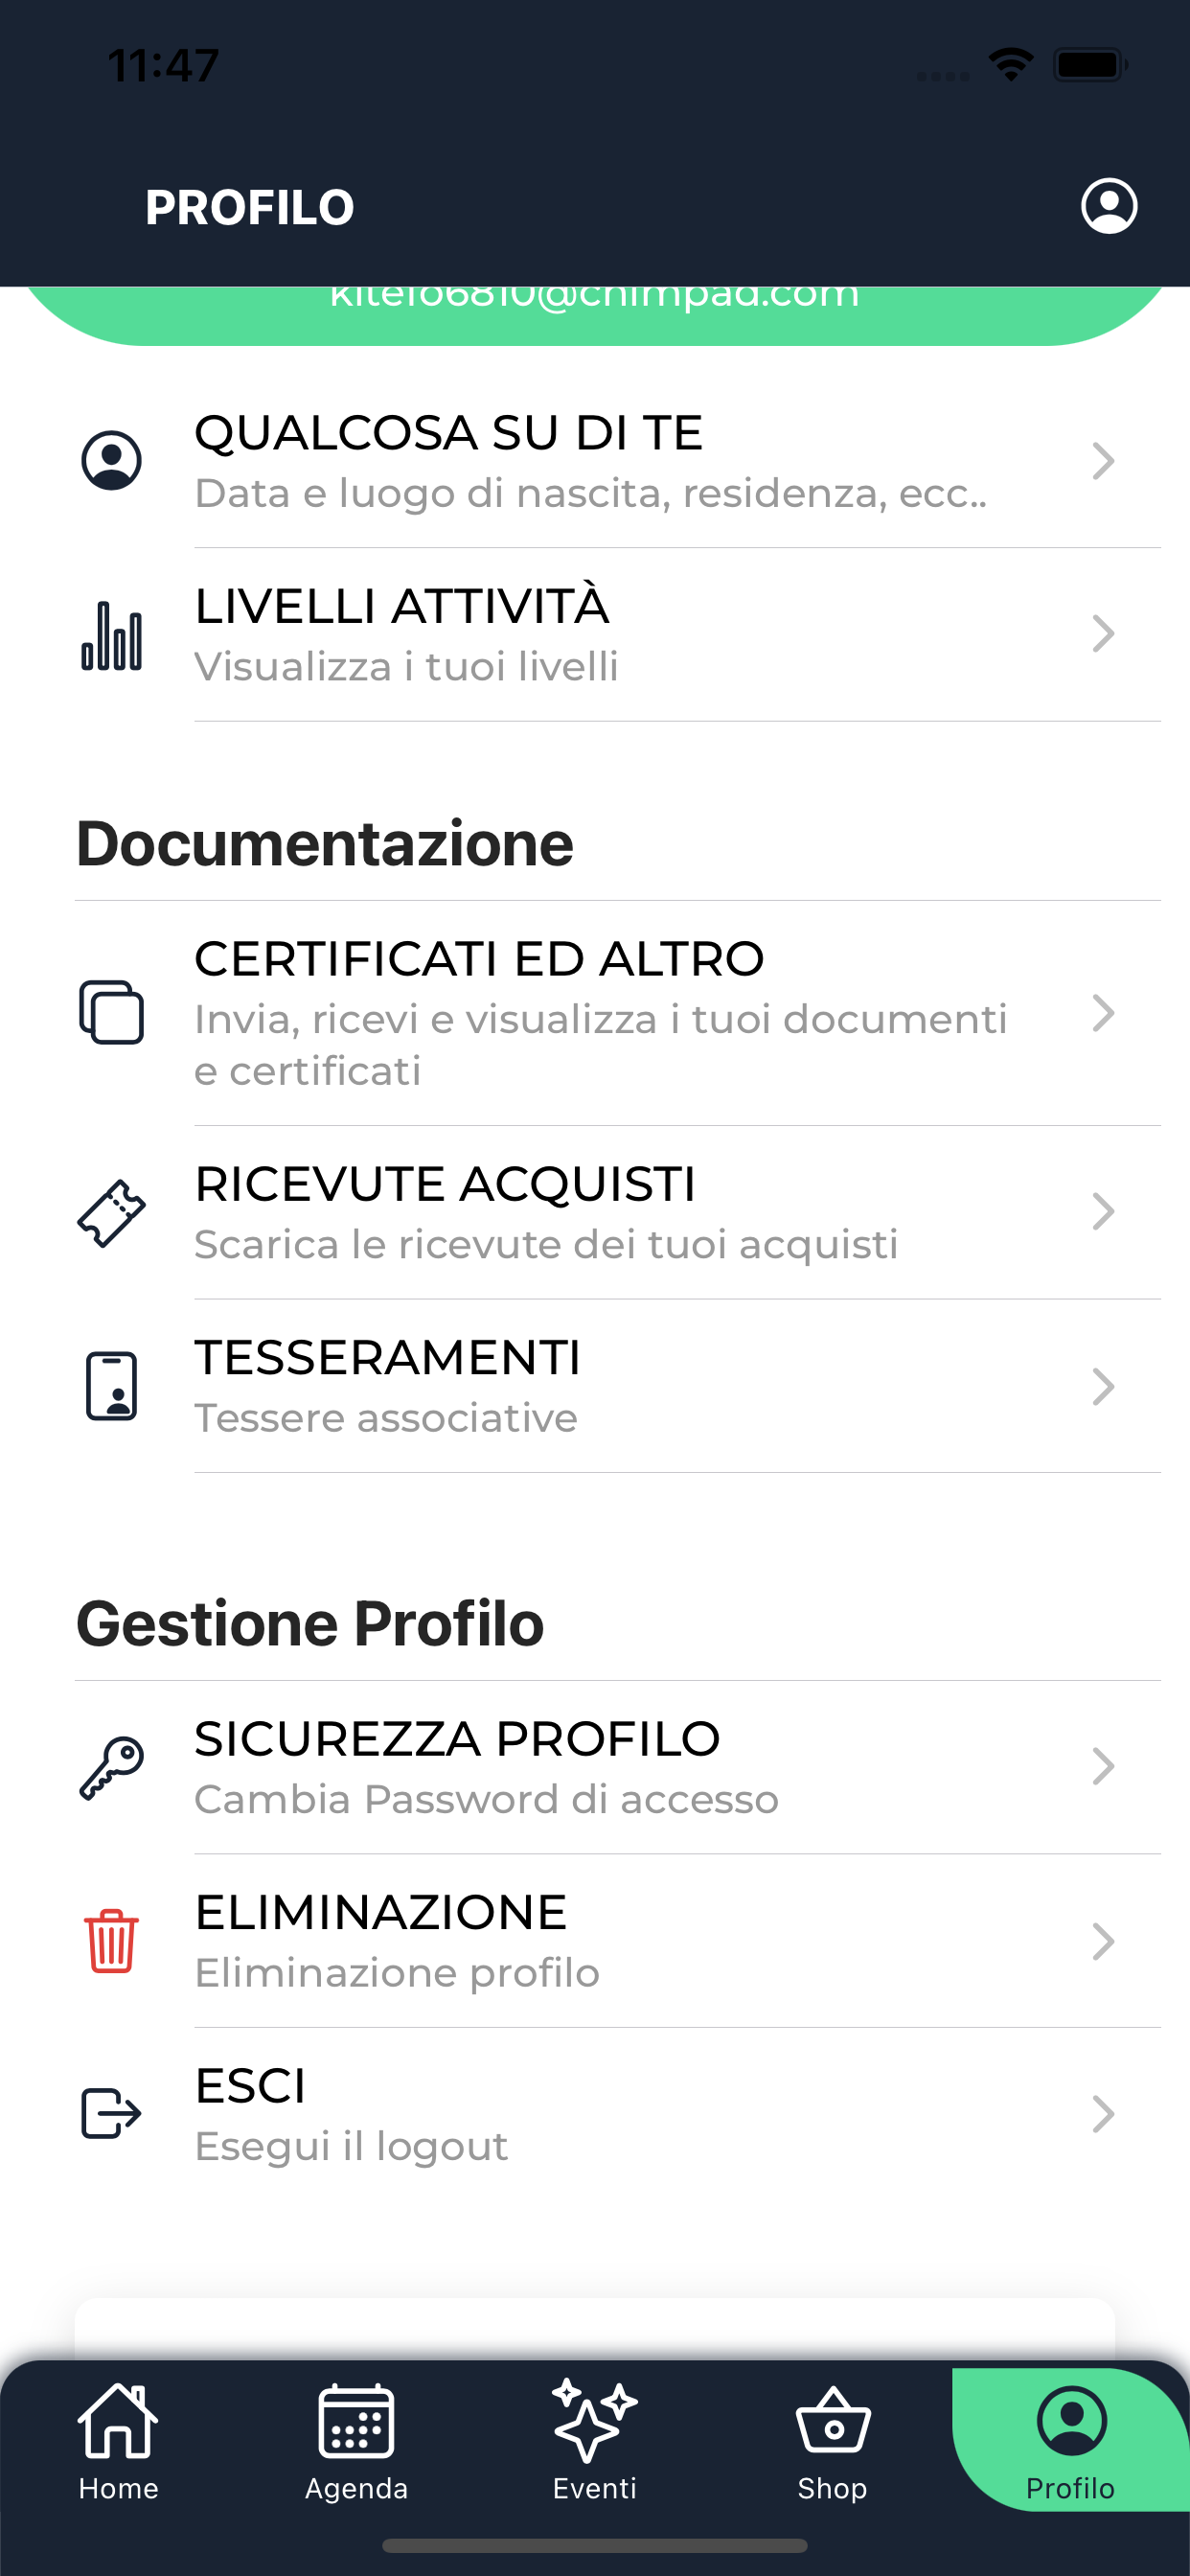 11:47
PROFILO
QUALCOSA SU DI TE
Data e luogo di nascita, residenza, ecc..
LIVELLI ATTIVITÀ
Visualizza i tuoi livelli
Documentazione
CERTIFICATI ED ALTRO
Invia, ricevi e visualizza i tuoi documenti
e certificati
RICEVUTE ACQUISTI
Scarica le ricevute dei tuoi acquisti
TESSERAMENTI
Tessere associative
Gestione Profilo
SICUREZZA PROFILO
Cambia Password di accesso
ELIMINAZIONE
Eliminazione profilo
ESCI
Esegui il logout
Home
Agenda
Eventi
Shop
Profilo